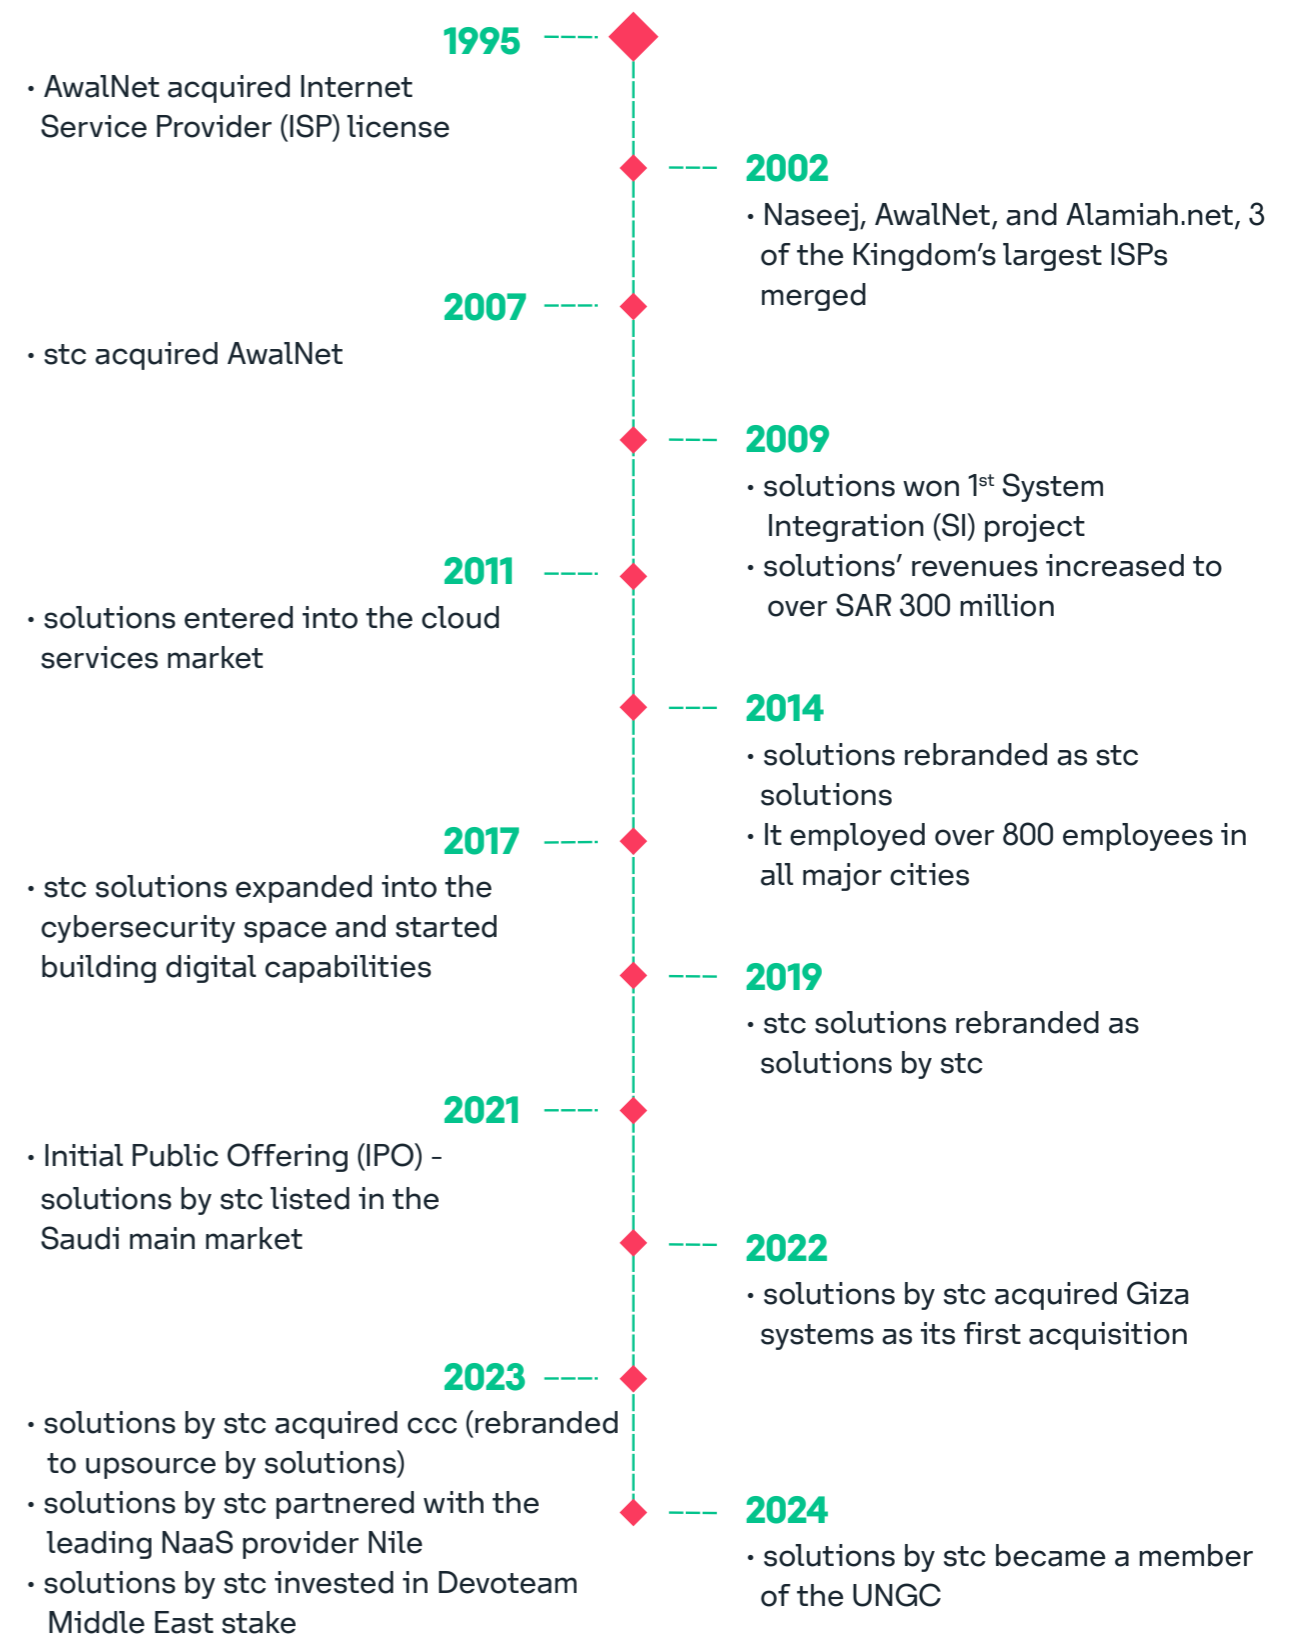 1995
• AwalNet acquired Internet
Service Provider (ISP) license
2002
• Naseej, AwalNet, and Alamiah.net, 3
of the Kingdom’s largest ISPs
merged
2007
• stc acquired AwalNet
2009
• solutions won 1st System
Integration (SI) project
• solutions’ revenues increased to
over SAR 300 million
2011
• solutions entered into the cloud
services market
2014
• solutions rebranded as stc
solutions
• It employed over 800 employees in
all major cities
2017
• stc solutions expanded into the
cybersecurity space and started
building digital capabilities
2019
• stc solutions rebranded as
solutions by stc
2021
• Initial Public Offering (IPO) -
solutions by stc listed in the
Saudi main market
2022
• solutions by stc acquired Giza
systems as its first acquisition
2023
• solutions by stc acquired ccc (rebranded
to upsource by solutions)
• solutions by stc partnered with the
leading NaaS provider Nile
• solutions by stc invested in Devoteam
Middle East stake
2024
• solutions by stc became a member
of the UNGC